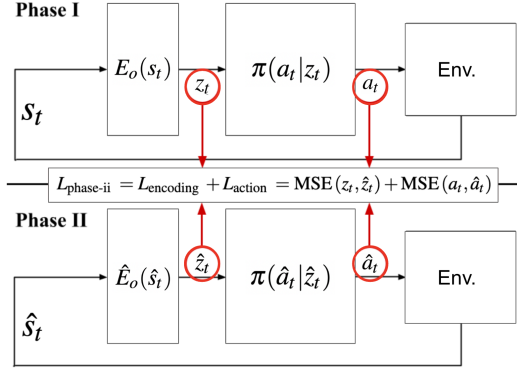 Phase I
E_o(s_t) π(a_t|z_t) Env.
z_t a_t
s_t
L_phase-ii = L_encoding + L_action = MSE(z_t, ẑ_t) + MSE(a_t, â_t)
Phase II
Ê_o(ŝ_t) ẑ_t π(â_t|ẑ_t) â_t Env.
ŝ_t